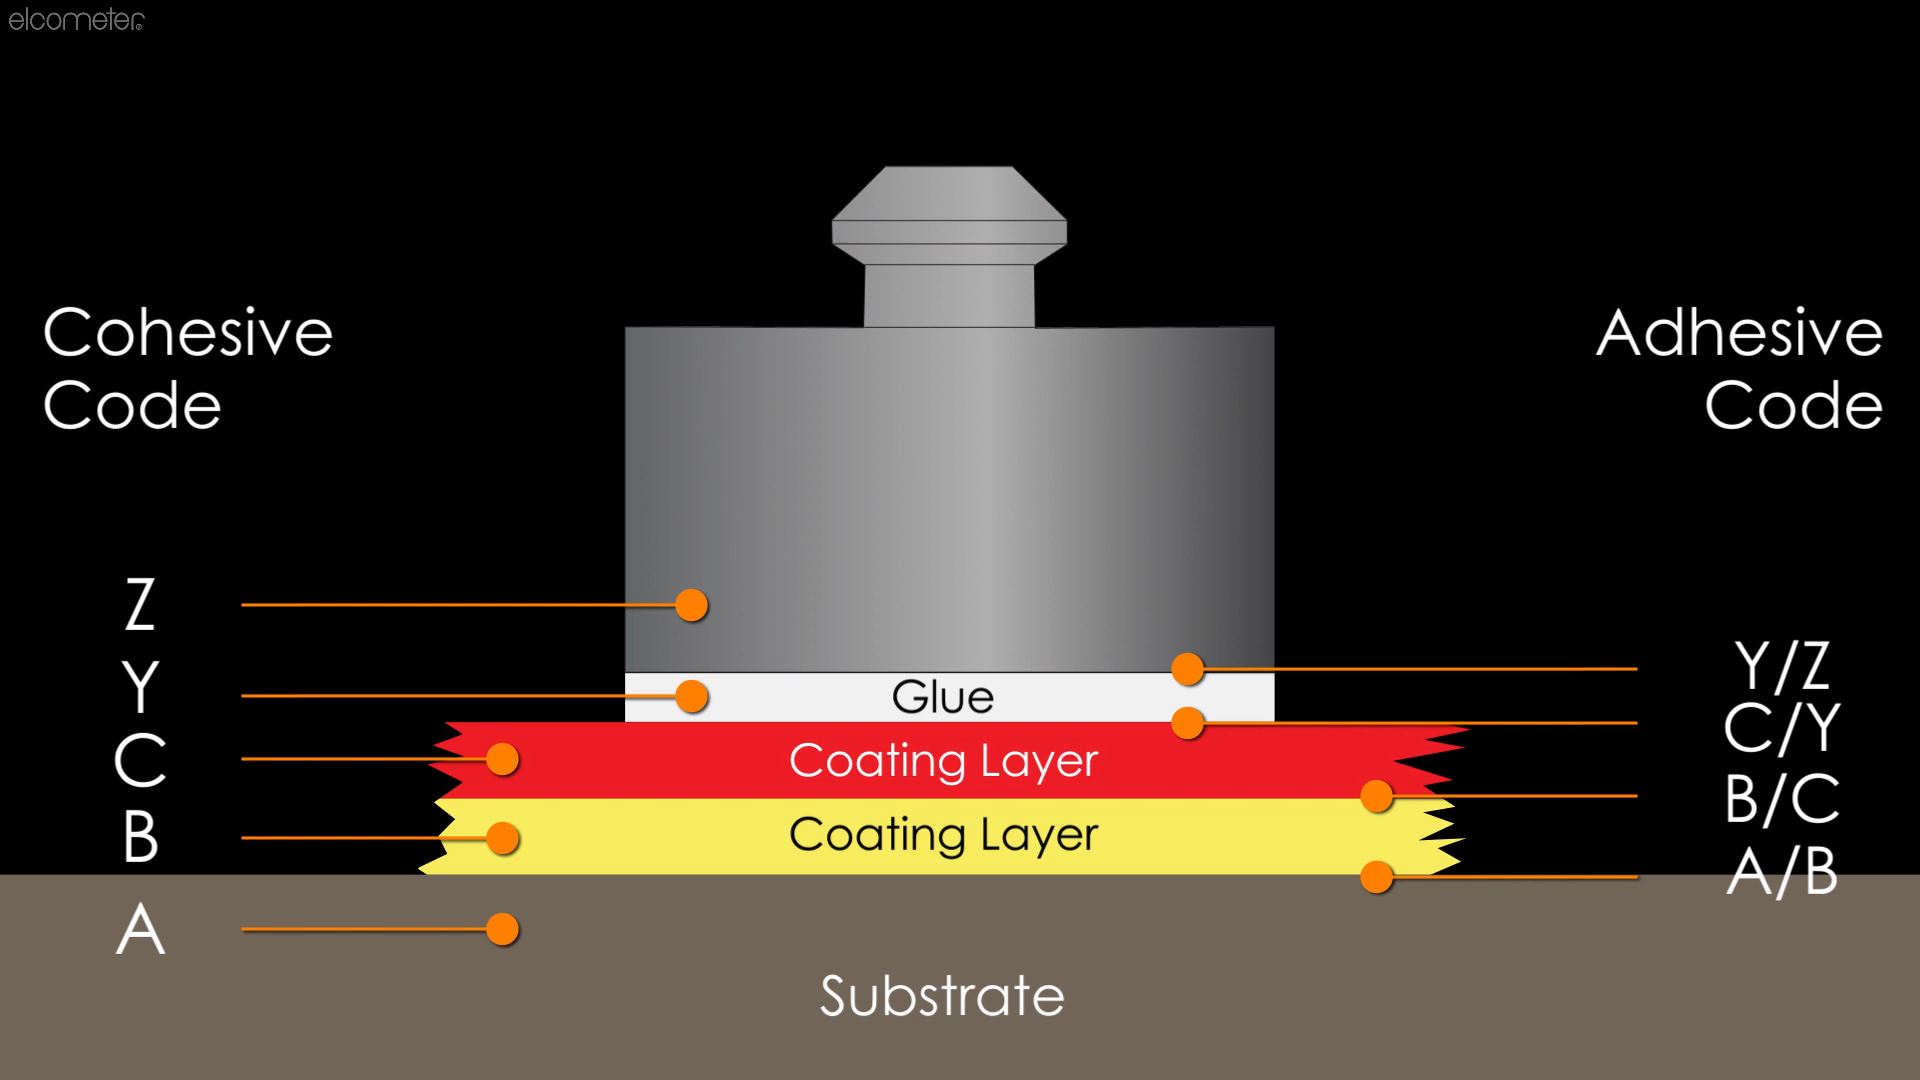 elcometer
Cohesive
Code
Adhesive
Code
Z
Y
C
B
A
Glue
Coating Layer
Coating Layer
Substrate
Y/Z
C/Y
B/C
A/B